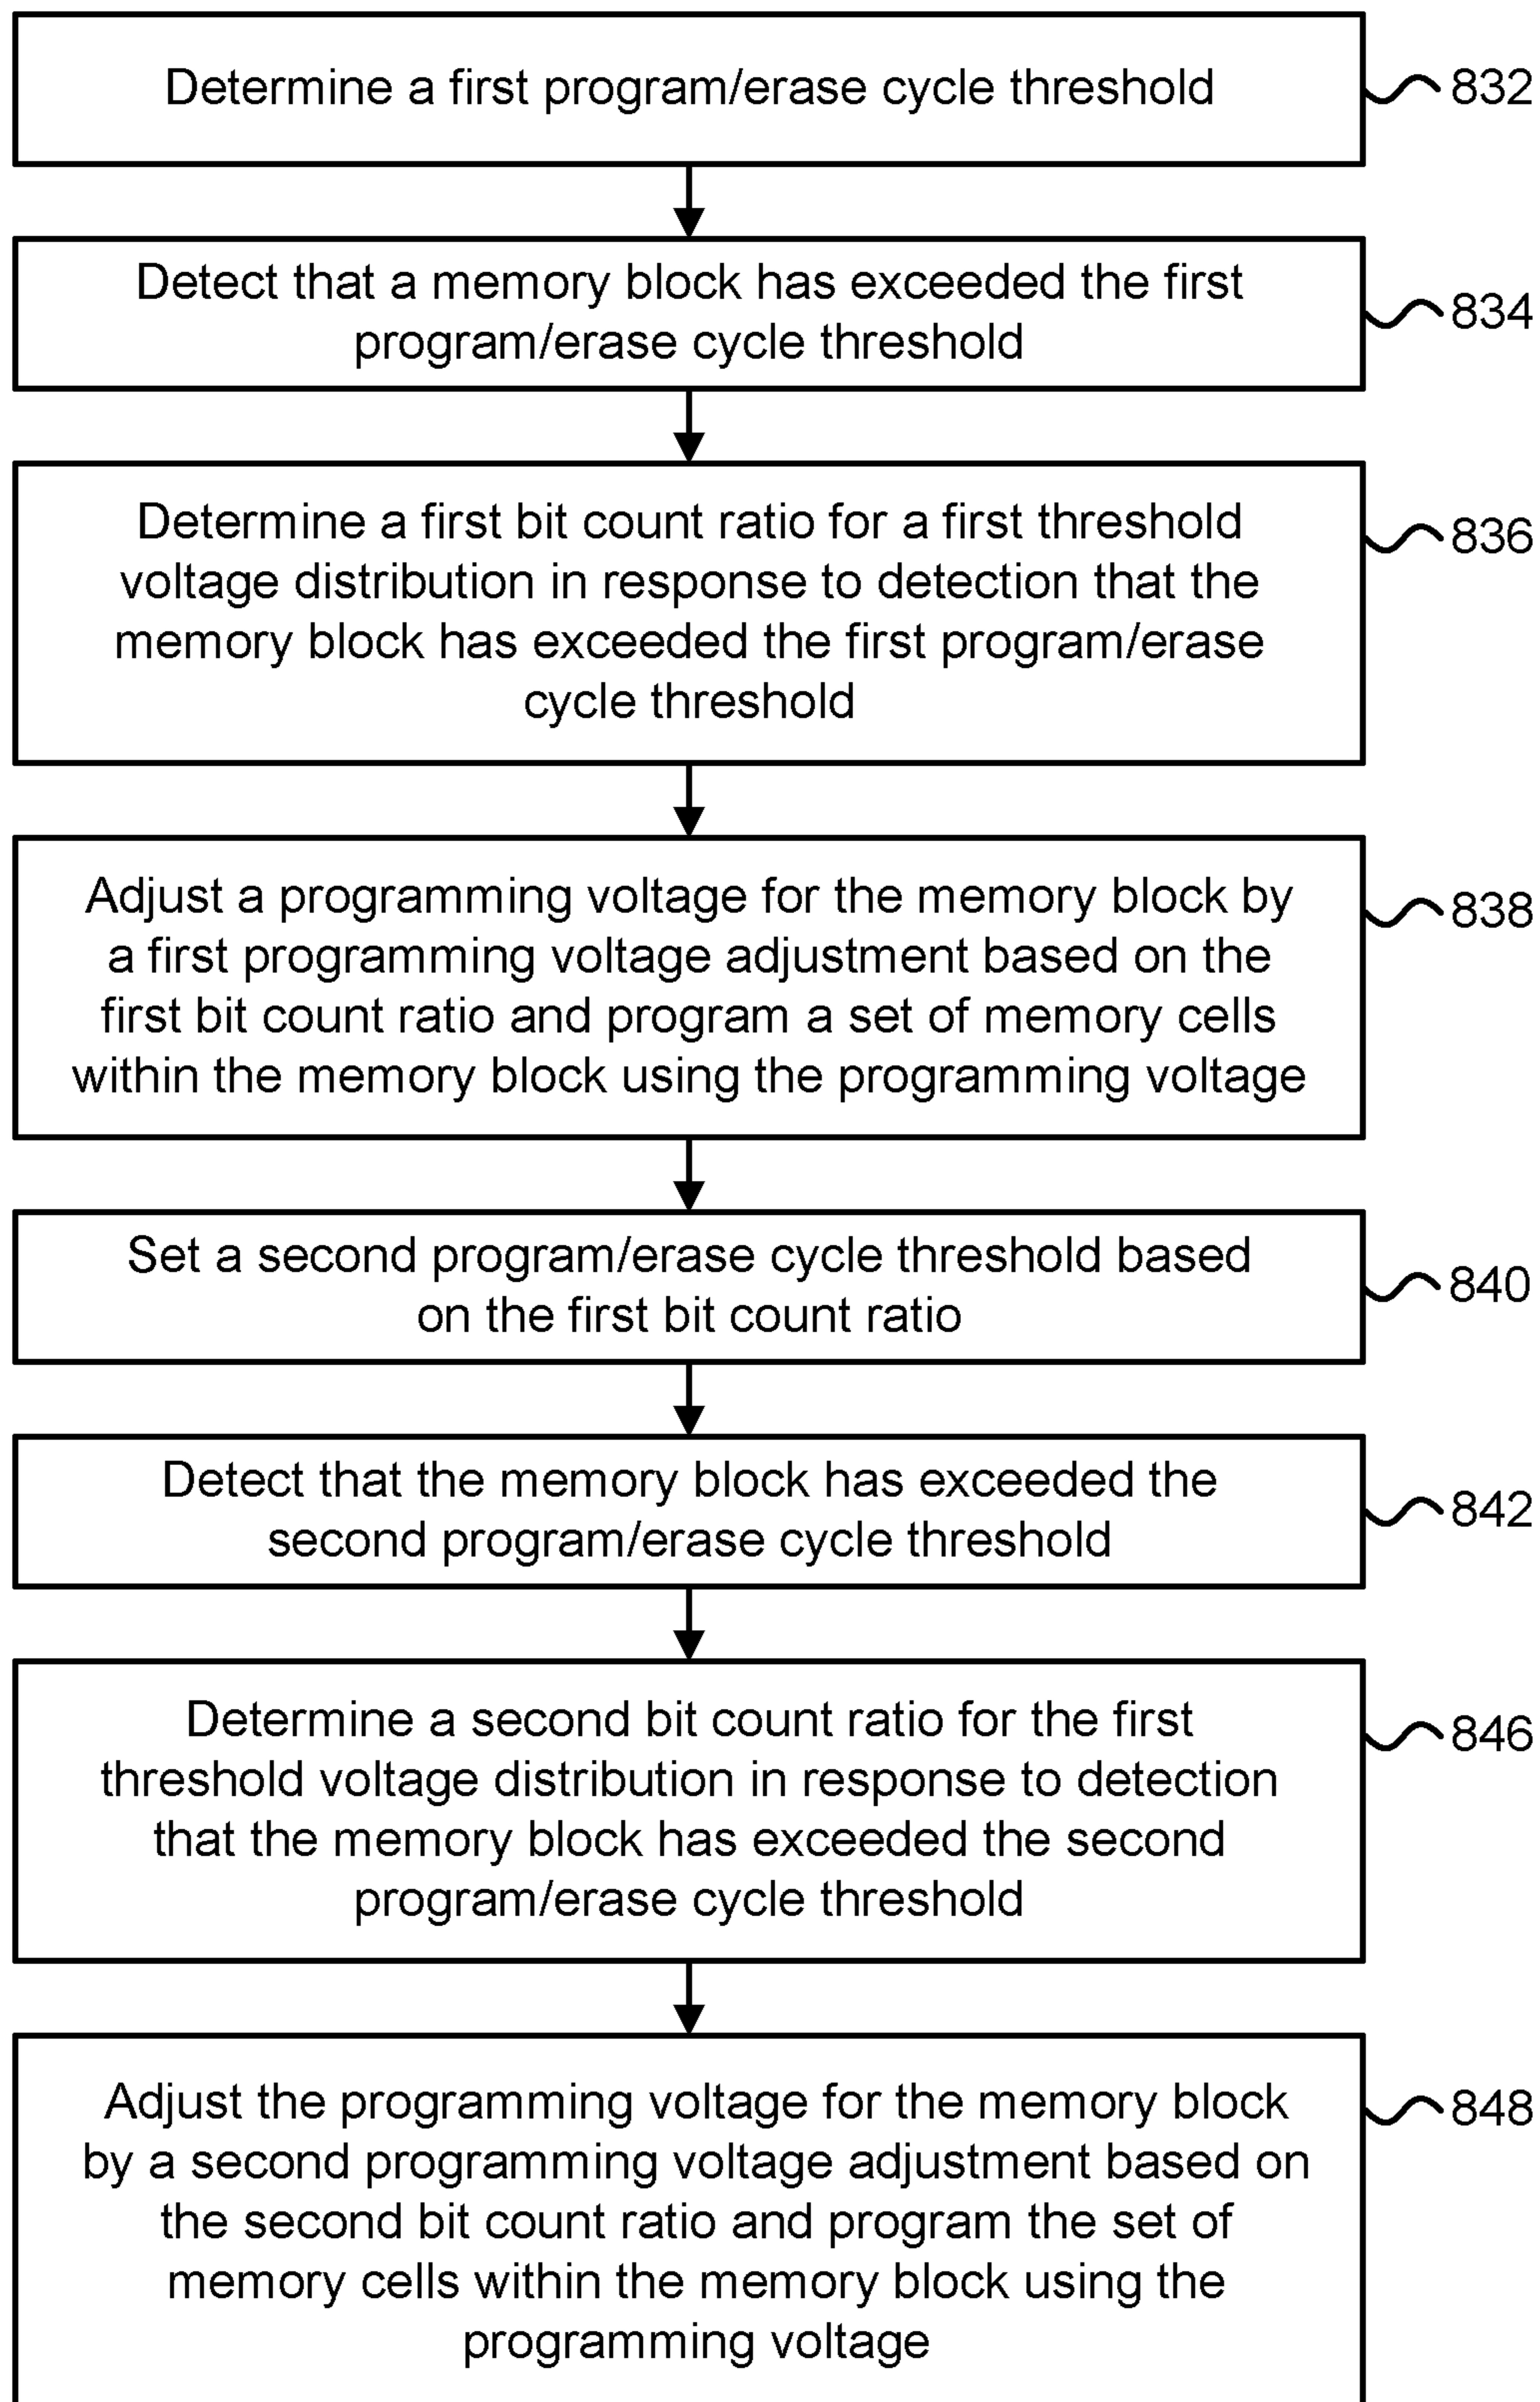 Determine a first program/erase cycle threshold
832
Detect that a memory block has exceeded the first
program/erase cycle threshold
834
Determine a first bit count ratio for a first threshold
voltage distribution in response to detection that the
memory block has exceeded the first program/erase
cycle threshold
836
Adjust a programming voltage for the memory block by
a first programming voltage adjustment based on the
first bit count ratio and program a set of memory cells
within the memory block using the programming voltage
838
Set a second program/erase cycle threshold based
on the first bit count ratio
840
Detect that the memory block has exceeded the
second program/erase cycle threshold
842
Determine a second bit count ratio for the first
threshold voltage distribution in response to detection
that the memory block has exceeded the second
program/erase cycle threshold
846
Adjust the programming voltage for the memory block
by a second programming voltage adjustment based on
the second bit count ratio and program the set of
memory cells within the memory block using the
programming voltage
848